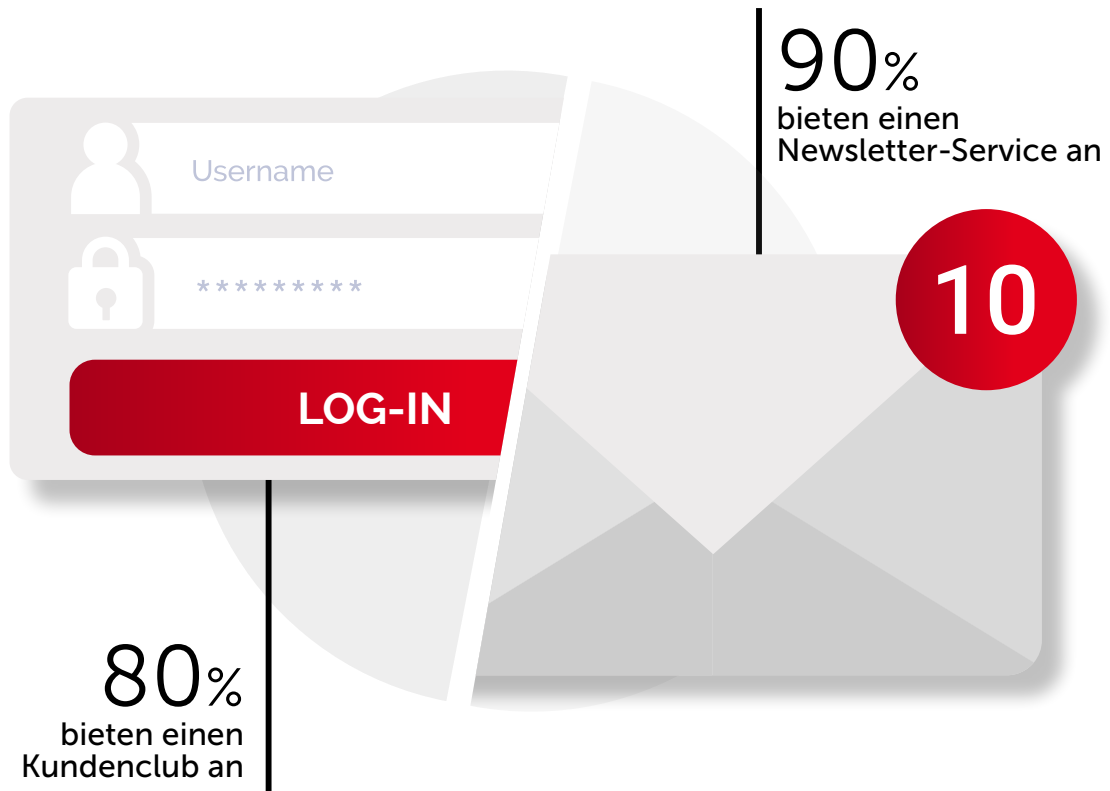 90%
bieten einen
Newsletter-Service an
Username
*********
LOG-IN
10
80%
bieten einen
Kundenclub an